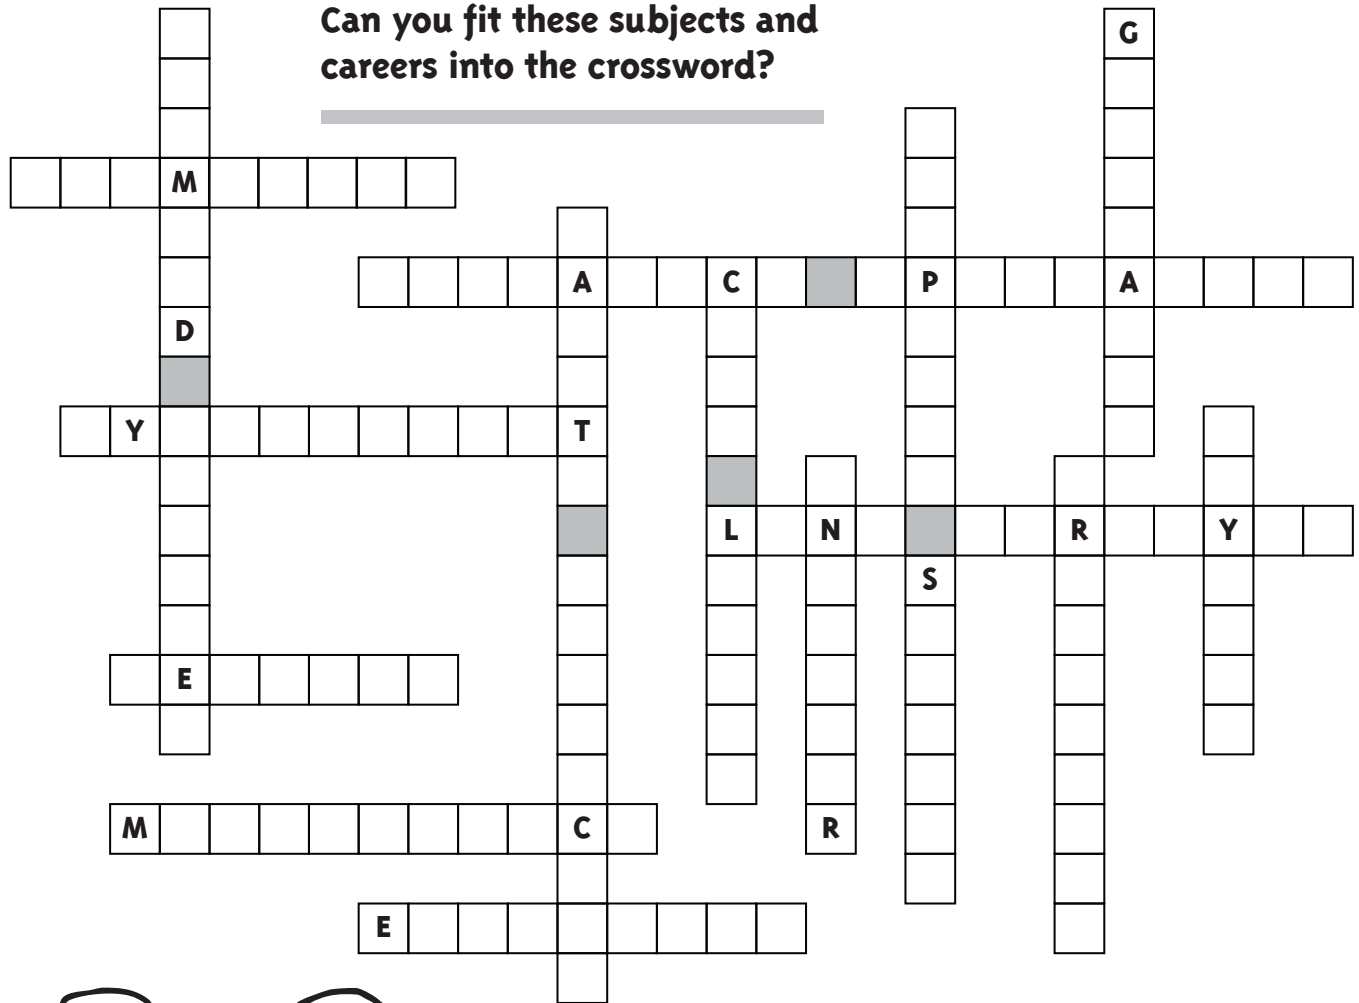 Can you fit these subjects and
G
careers into the crossword?
M
A C P A
D
Y T
L N R Y
S
E
M C R
E